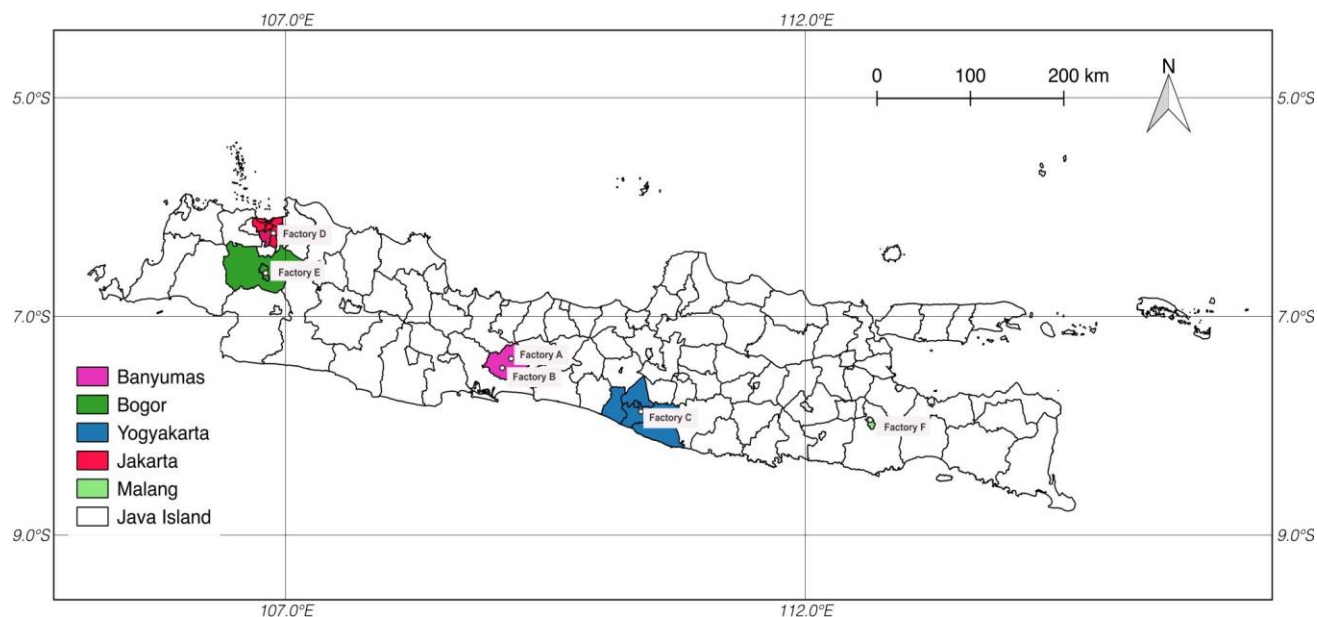 107.0°E 112.0°E
0 100 200 km
N
5.0°S 5.0°S
Factory D
Factory E
7.0°S 7.0°S
Factory A
Factory B
Factory C
Factory F
Banyumas
Bogor
Yogyakarta
Jakarta
Malang
Java Island
9.0°S 9.0°S
107.0°E 112.0°E